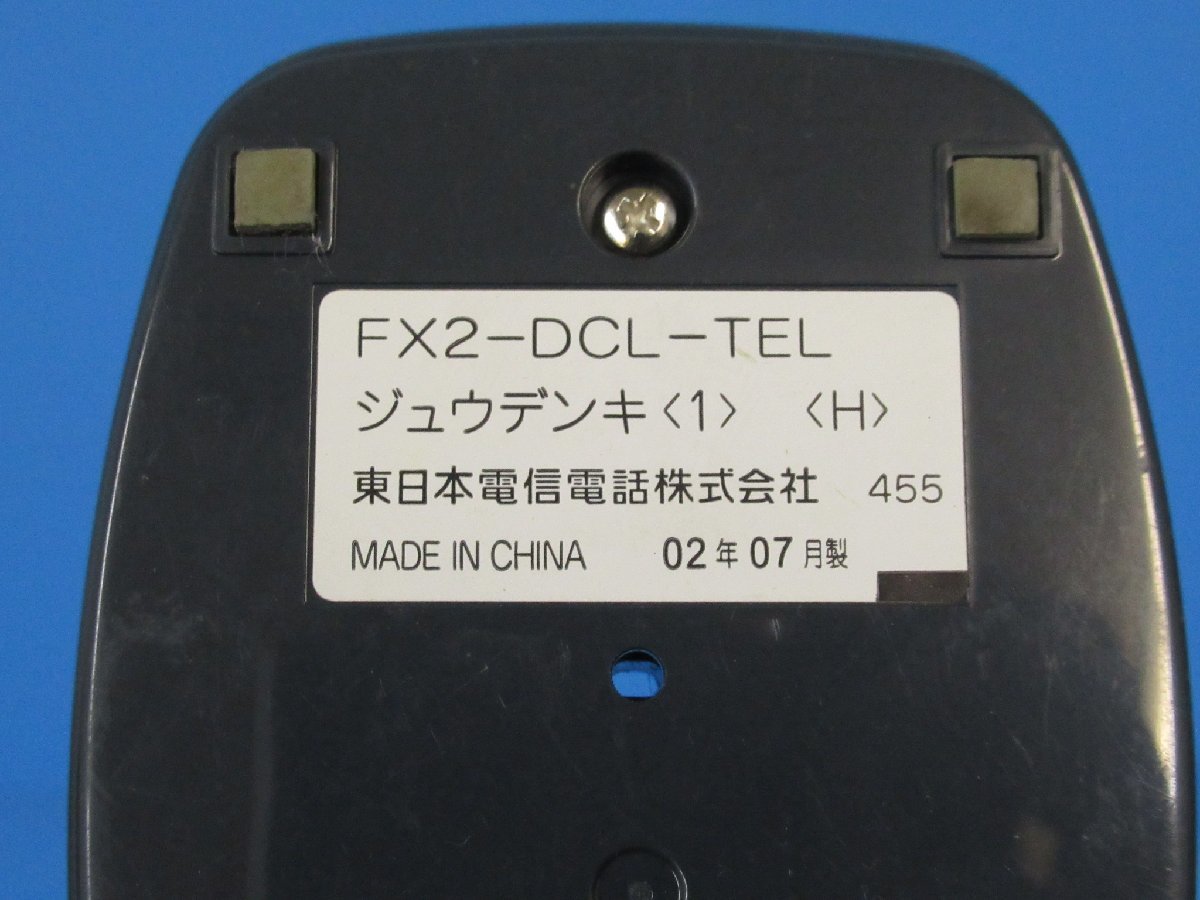 FX2-DCL-TEL
ジュウデンキ〈1〉 〈H〉
東日本電信電話株式会社 455
MADE IN CHINA 02年07月製